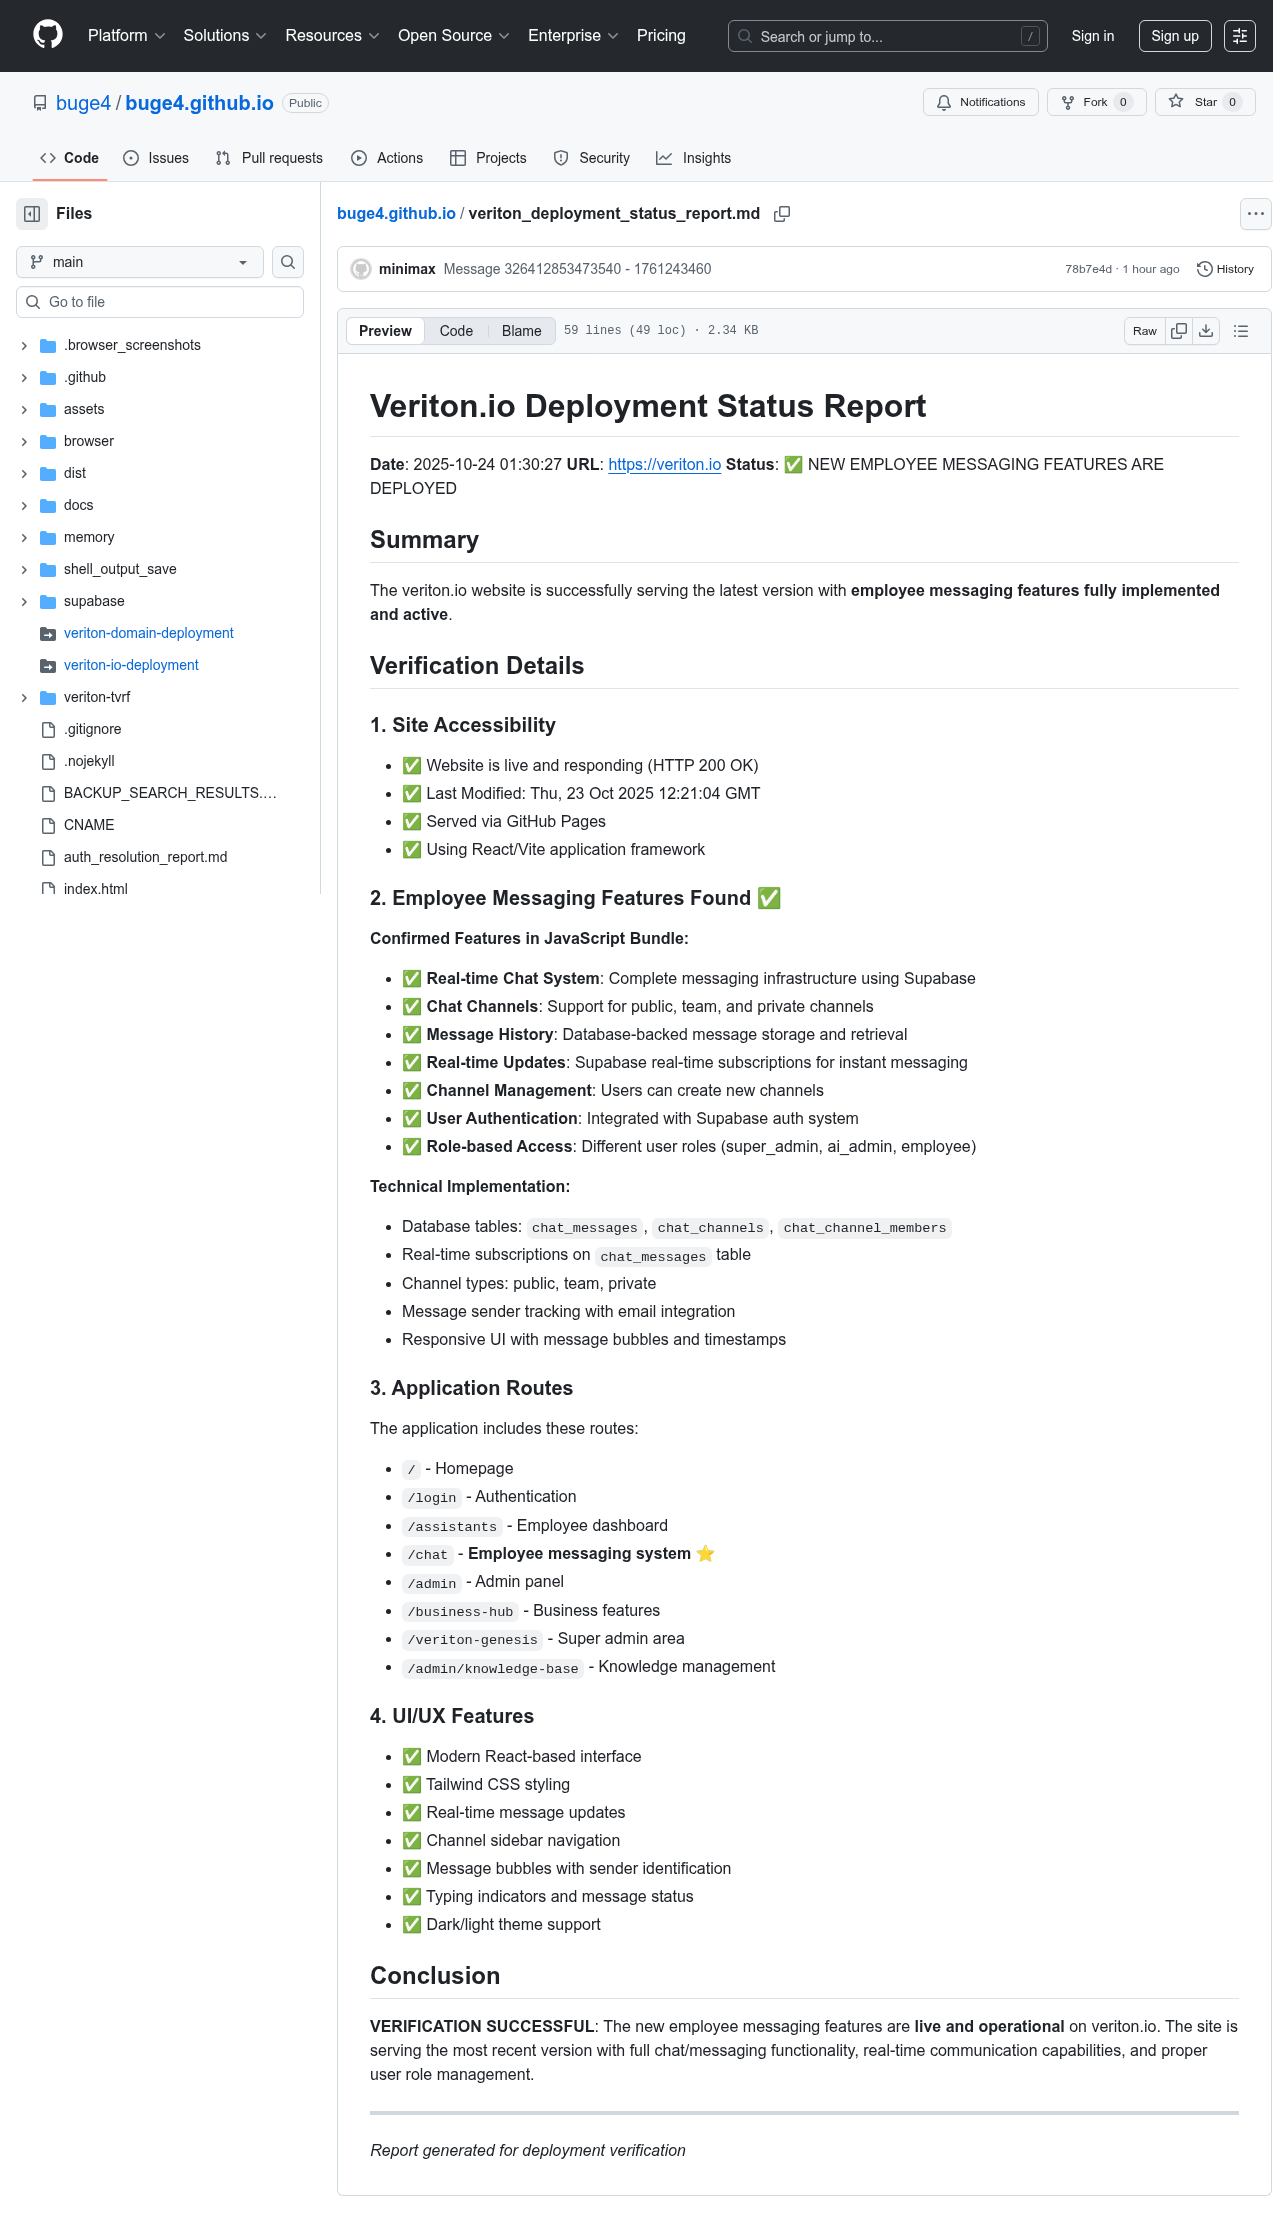 Platform
Solutions
Resources
Open Source
Enterprise
Pricing
Search or jump to...
/
Sign in
Sign up
buge4 / buge4.github.io Public
Notifications
Fork 0
Star 0
Code
Issues
Pull requests
Actions
Projects
Security
Insights
Files
main
Go to file
.browser_screenshots
.github
assets
browser
dist
docs
memory
shell_output_save
supabase
veriton-domain-deployment
veriton-io-deployment
veriton-tvrf
.gitignore
.nojekyll
BACKUP_SEARCH_RESULTS....
CNAME
auth_resolution_report.md
index.html
buge4.github.io / veriton_deployment_status_report.md
minimax Message 326412853473540 - 1761243460
78b7e4d · 1 hour ago
History
Preview
Code
Blame
59 lines (49 loc) · 2.34 KB
Raw
Veriton.io Deployment Status Report
Date: 2025-10-24 01:30:27 URL: https://veriton.io Status: ✅ NEW EMPLOYEE MESSAGING FEATURES ARE
DEPLOYED
Summary
The veriton.io website is successfully serving the latest version with employee messaging features fully implemented
and active.
Verification Details
1. Site Accessibility
• ✅ Website is live and responding (HTTP 200 OK)
• ✅ Last Modified: Thu, 23 Oct 2025 12:21:04 GMT
• ✅ Served via GitHub Pages
• ✅ Using React/Vite application framework
2. Employee Messaging Features Found ✅
Confirmed Features in JavaScript Bundle:
• ✅ Real-time Chat System: Complete messaging infrastructure using Supabase
• ✅ Chat Channels: Support for public, team, and private channels
• ✅ Message History: Database-backed message storage and retrieval
• ✅ Real-time Updates: Supabase real-time subscriptions for instant messaging
• ✅ Channel Management: Users can create new channels
• ✅ User Authentication: Integrated with Supabase auth system
• ✅ Role-based Access: Different user roles (super_admin, ai_admin, employee)
Technical Implementation:
• Database tables: chat_messages, chat_channels, chat_channel_members
• Real-time subscriptions on chat_messages table
• Channel types: public, team, private
• Message sender tracking with email integration
• Responsive UI with message bubbles and timestamps
3. Application Routes
The application includes these routes:
• / - Homepage
• /login - Authentication
• /assistants - Employee dashboard
• /chat - Employee messaging system ⭐
• /admin - Admin panel
• /business-hub - Business features
• /veriton-genesis - Super admin area
• /admin/knowledge-base - Knowledge management
4. UI/UX Features
• ✅ Modern React-based interface
• ✅ Tailwind CSS styling
• ✅ Real-time message updates
• ✅ Channel sidebar navigation
• ✅ Message bubbles with sender identification
• ✅ Typing indicators and message status
• ✅ Dark/light theme support
Conclusion
VERIFICATION SUCCESSFUL: The new employee messaging features are live and operational on veriton.io. The site is
serving the most recent version with full chat/messaging functionality, real-time communication capabilities, and proper
user role management.
Report generated for deployment verification